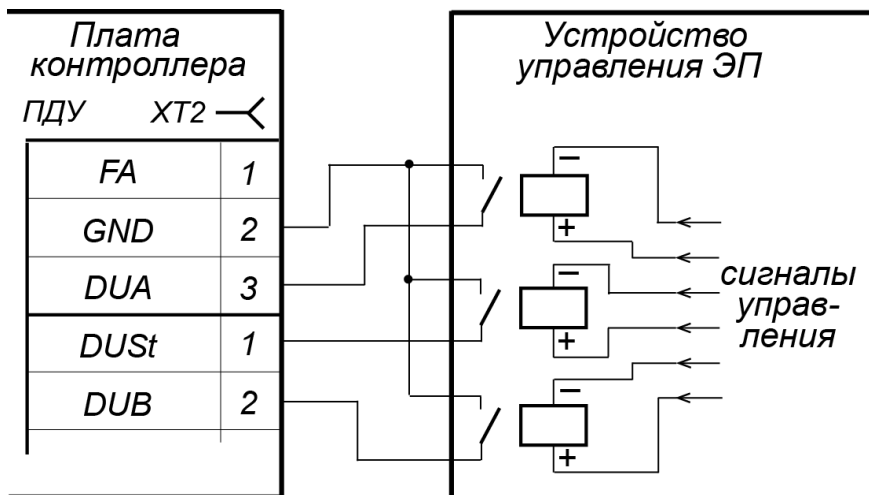 Плата
контроллера
ПДУ XT2
FA 1
GND 2
DUA 3
DUSt 1
DUB 2
Устройство
управления ЭП
–
+
–
+
–
+
сигналы
управ-
ления